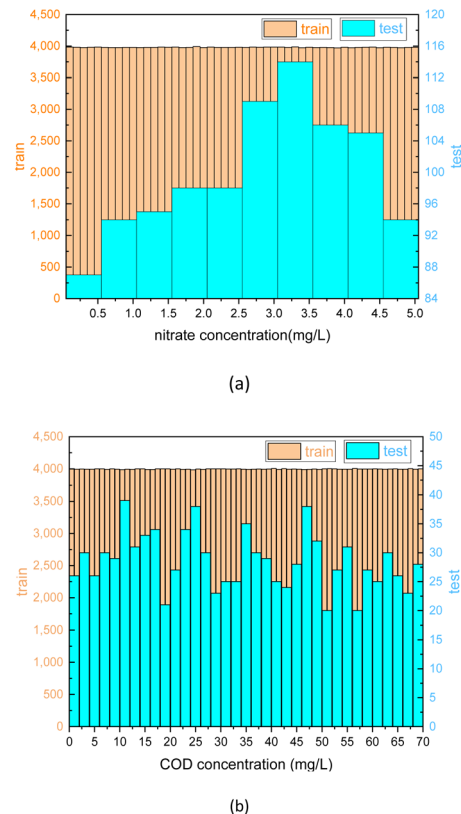 4,500
4,000
3,500
3,000
2,500
2,000
1,500
1,000
500
0
train
train
test
120
116
112
108
104
100
96
92
88
84
test
0.5 1.0 1.5 2.0 2.5 3.0 3.5 4.0 4.5 5.0
nitrate concentration(mg/L)
(a)
4,500
4,000
3,500
3,000
2,500
2,000
1,500
1,000
500
0
train
train
test
50
45
40
35
30
25
20
15
10
5
0
test
0 5 10 15 20 25 30 35 40 45 50 55 60 65 70
COD concentration (mg/L)
(b)